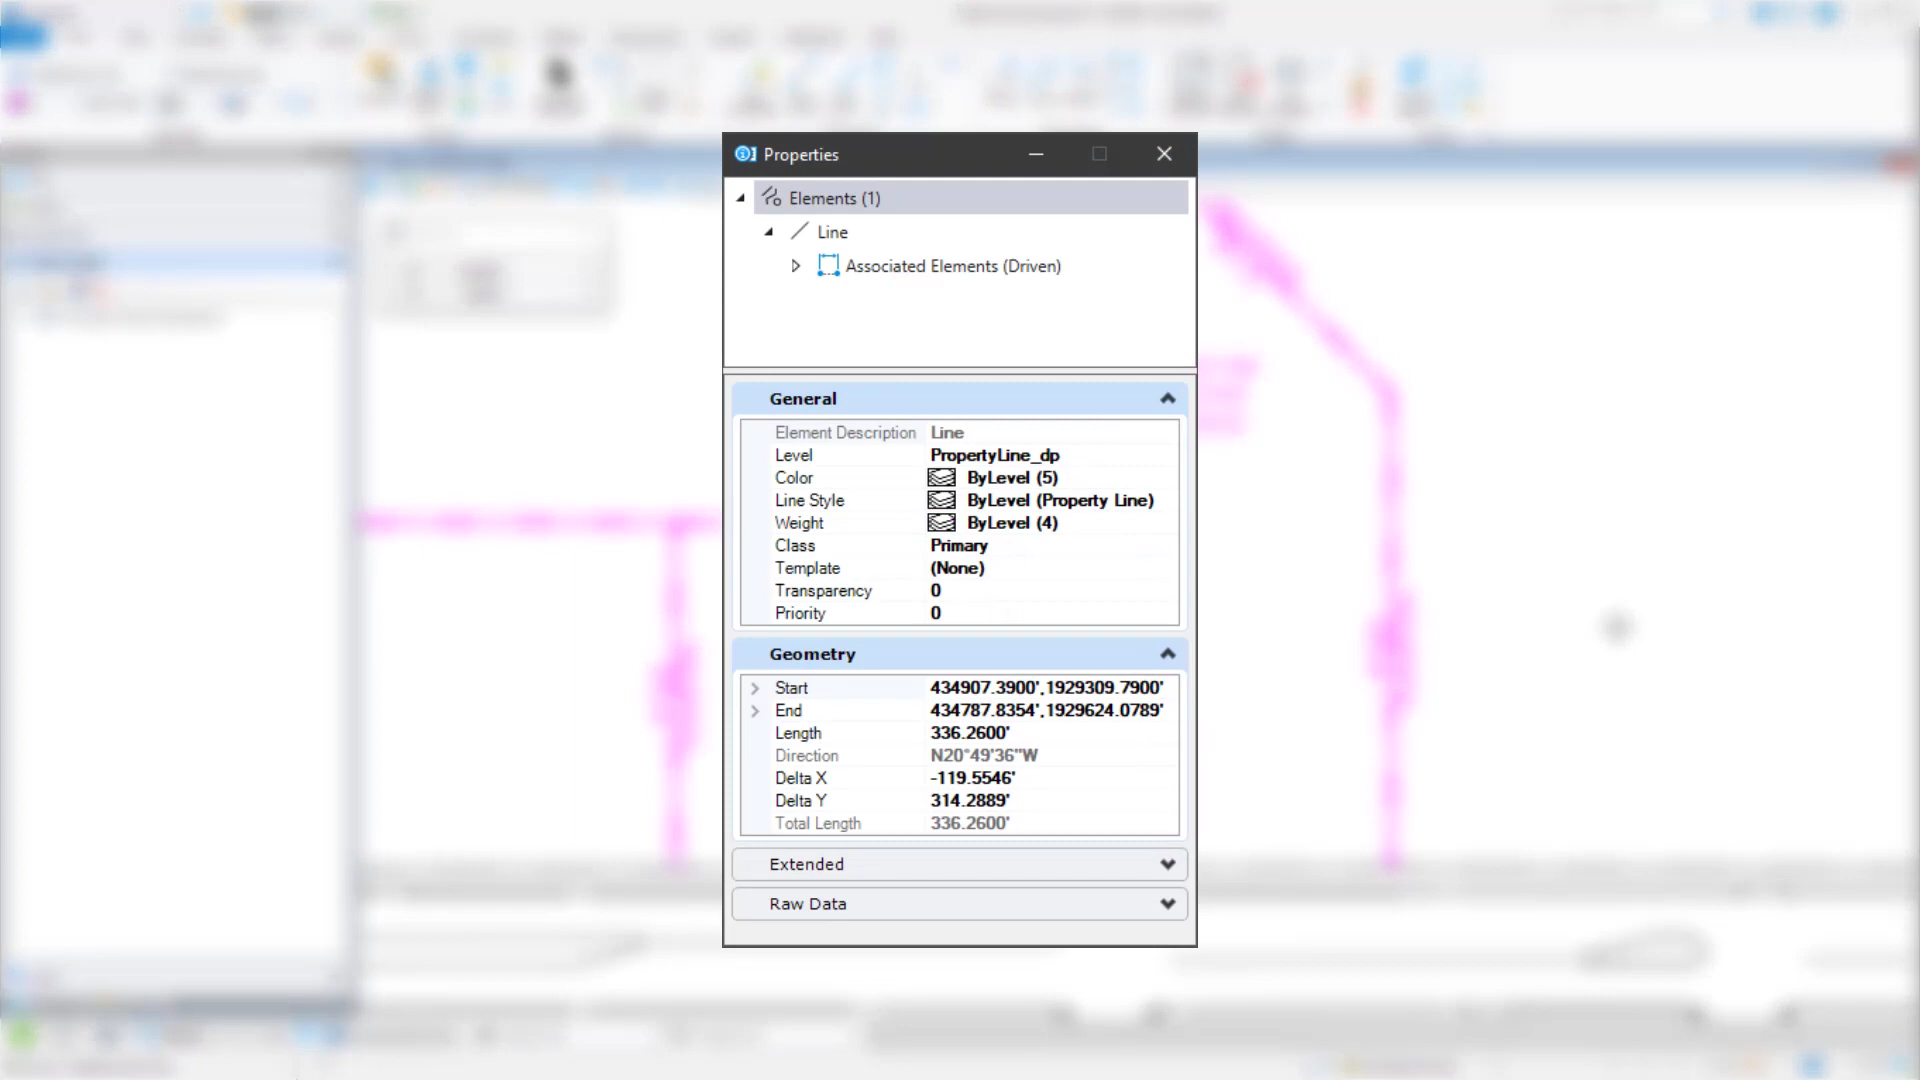 Properties
Elements (1)
Line
Associated Elements (Driven)
General
Element Description Line
Level PropertyLine_dp
Color ByLevel (5)
Line Style ByLevel (Property Line)
Weight ByLevel (4)
Class Primary
Template (None)
Transparency 0
Priority 0
Geometry
Start 434907.3900',1929309.7900'
End 434787.8354',1929624.0789'
Length 336.2600'
Direction N20°49'36"W
Delta X -119.5546'
Delta Y 314.2889'
Total Length 336.2600'
Extended
Raw Data